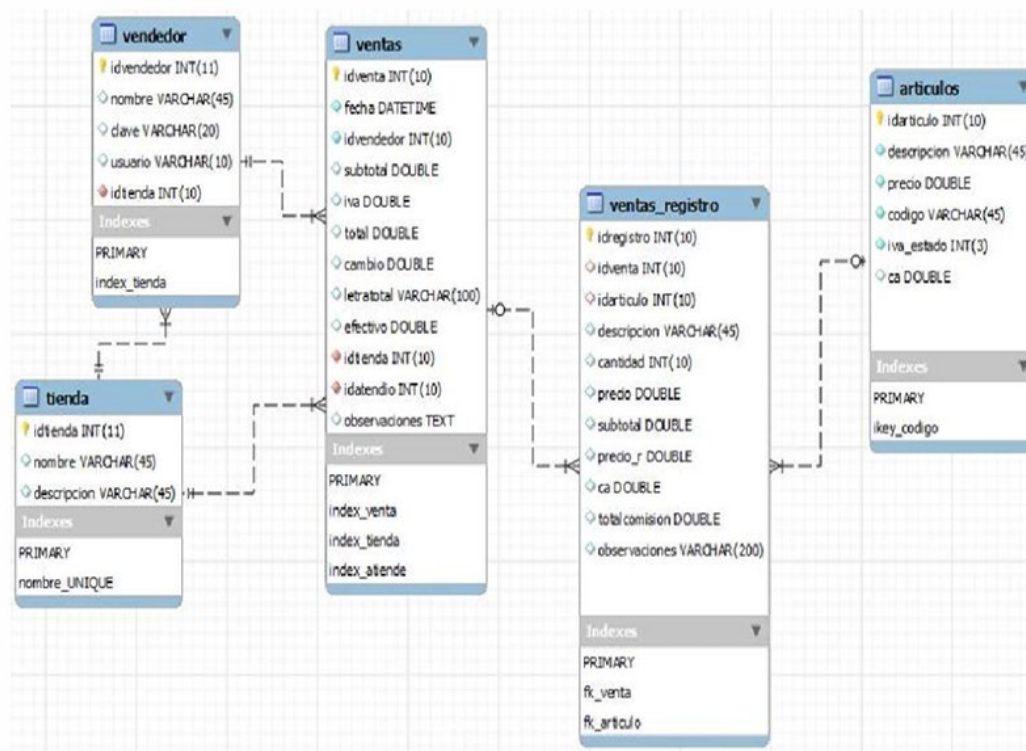 vendedor
idvendedor INT(11)
nombre VARCHAR(45)
clave VARCHAR(20)
usuario VARCHAR(10)
idtienda INT(10)
Indexes
PRIMARY
index_tienda
tienda
idtienda INT(11)
nombre VARCHAR(45)
descripcion VARCHAR(45)
Indexes
PRIMARY
nombre_UNIQUE
ventas
idventa INT(10)
fecha DATETIME
idvendedor INT(10)
subtotal DOUBLE
iva DOUBLE
total DOUBLE
cambio DOUBLE
letratotal VARCHAR(100)
efectivo DOUBLE
idtienda INT(10)
idatendio INT(10)
observaciones TEXT
Indexes
PRIMARY
index_venta
index_tienda
index_atiende
ventas_registro
idregistro INT(10)
idventa INT(10)
idarticulo INT(10)
descripcion VARCHAR(45)
cantidad INT(10)
precio DOUBLE
subtotal DOUBLE
precio_r DOUBLE
ca DOUBLE
totalcomision DOUBLE
observaciones VARCHAR(200)
Indexes
PRIMARY
fk_venta
fk_articulo
articulos
idarticulo INT(10)
descripcion VARCHAR(45)
precio DOUBLE
codigo VARCHAR(45)
iva_estado INT(3)
ca DOUBLE
Indexes
PRIMARY
ikey_codigo